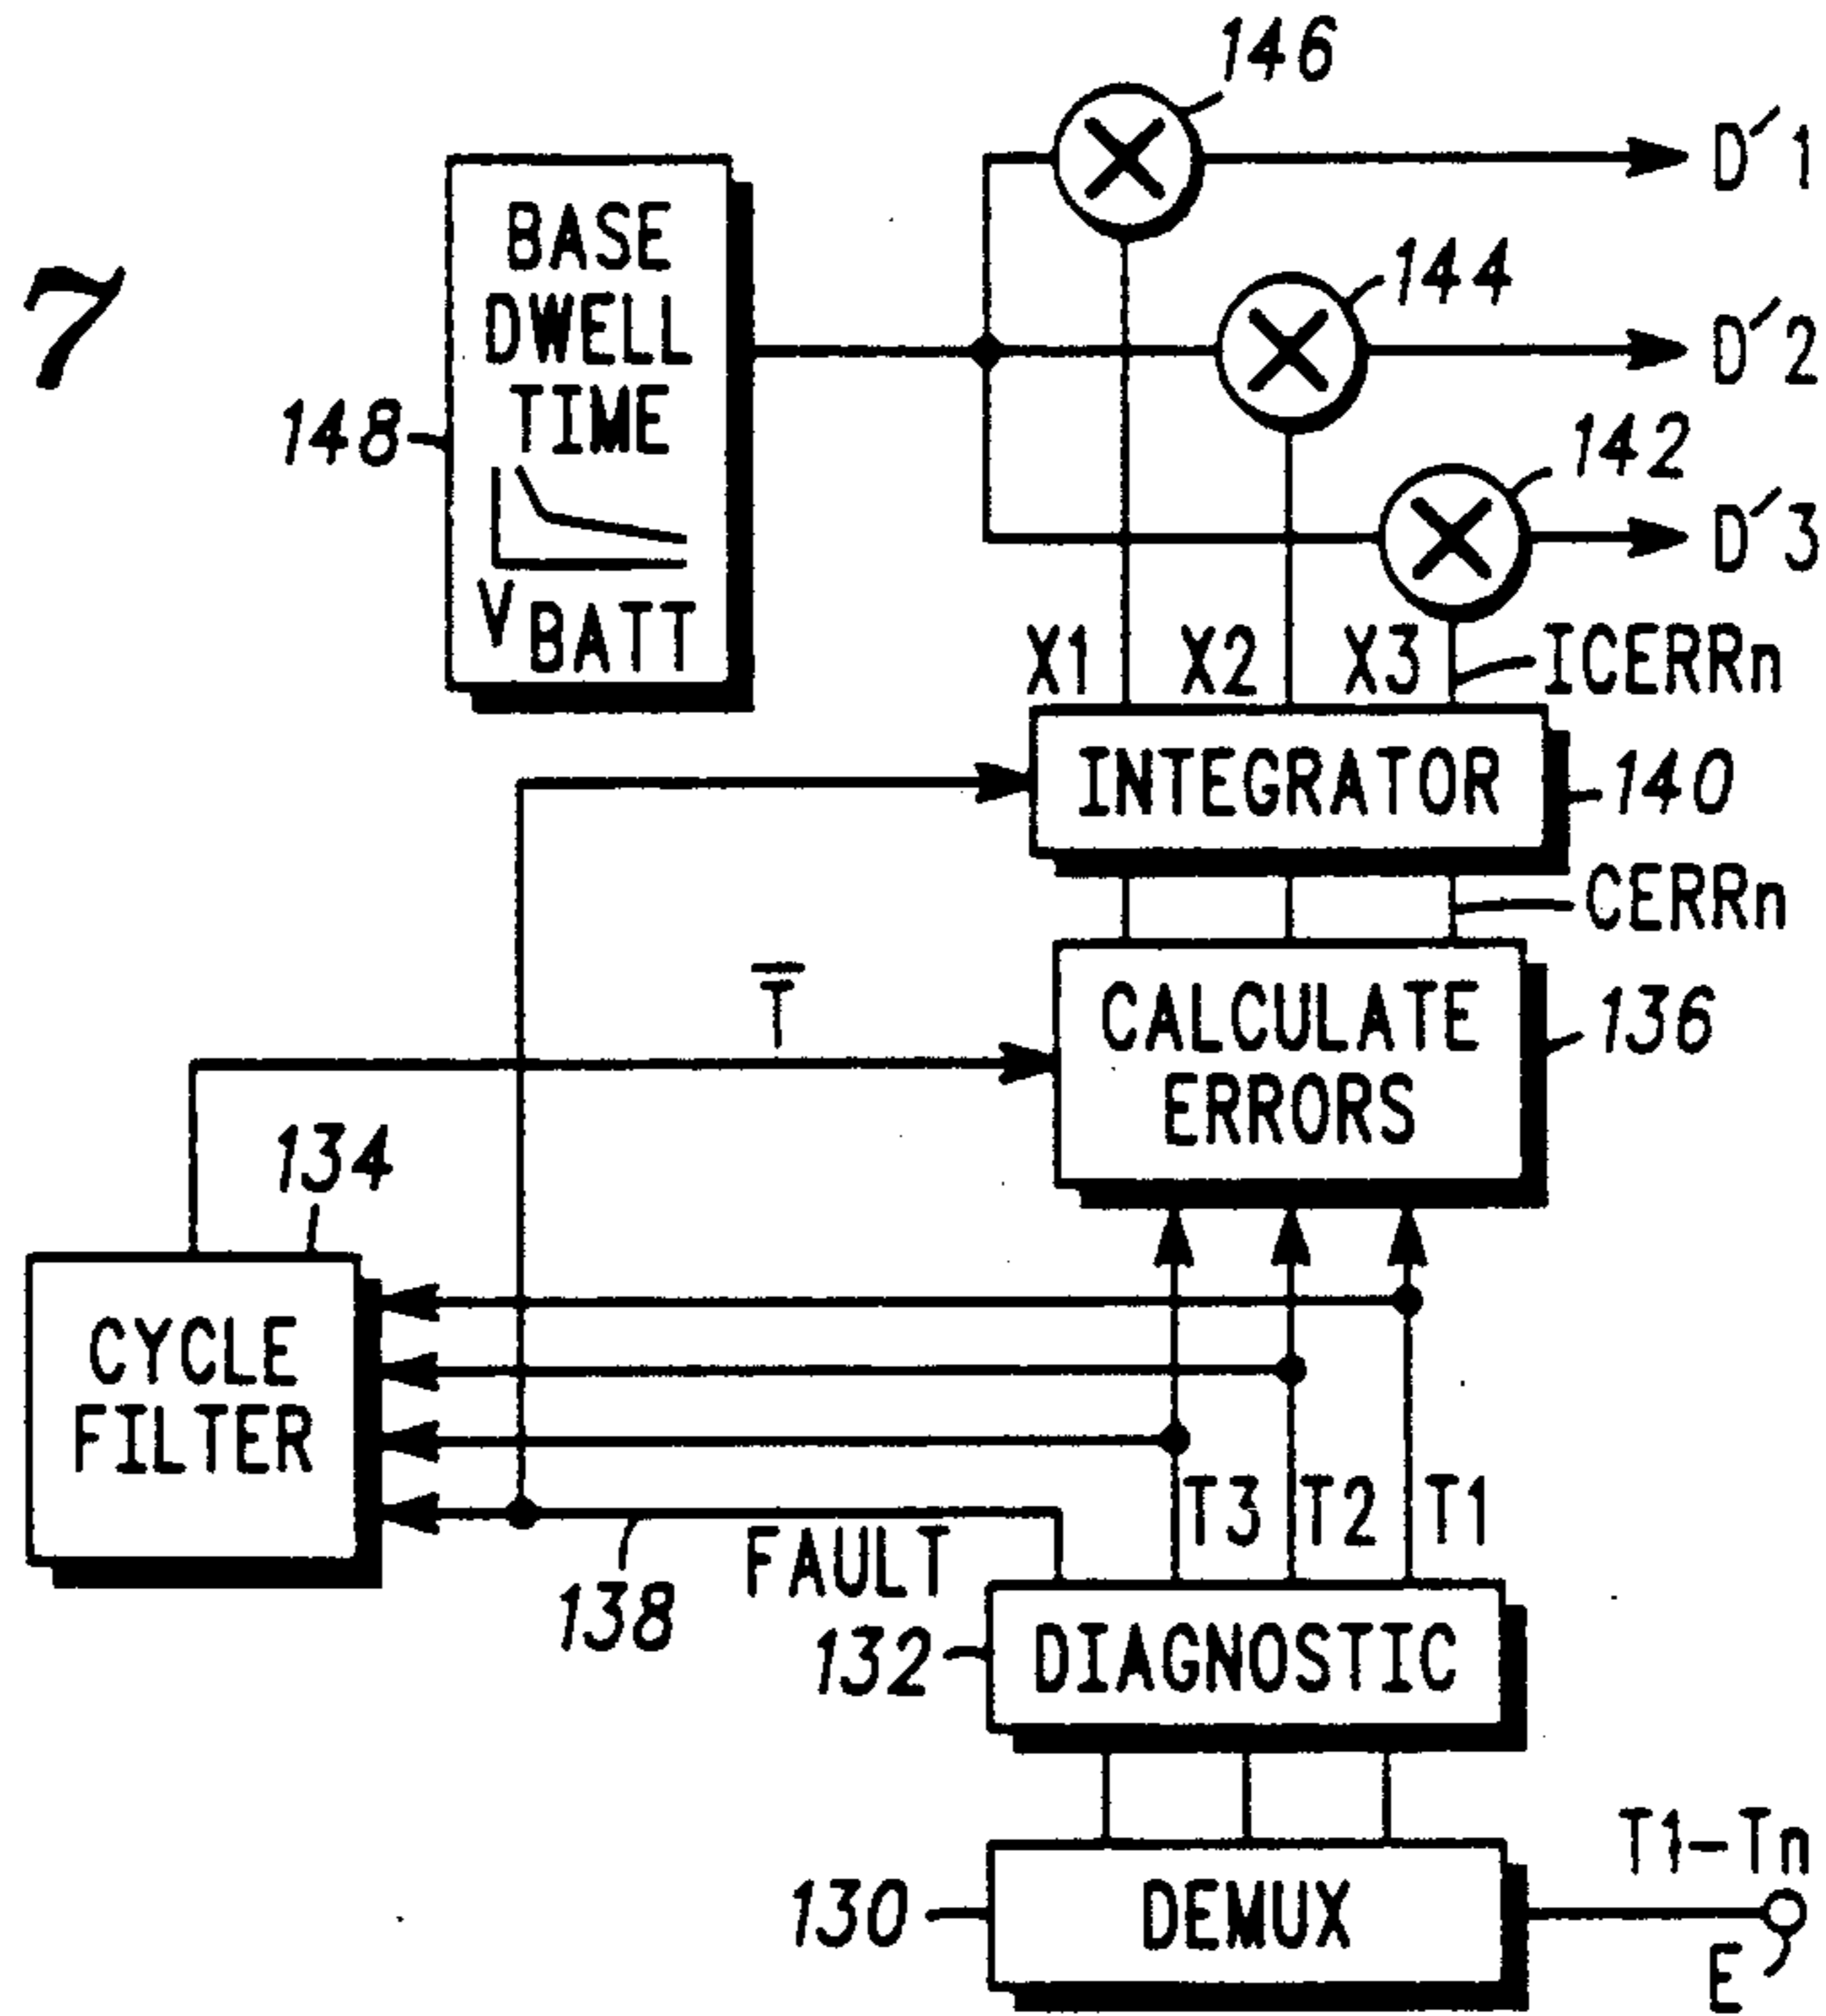 7
146
D′1
BASE
DWELL
TIME
V BATT
148
144
D′2
142
D′3
X1 X2 X3 ICERRn
INTEGRATOR
140
CERRn
T̅
CALCULATE
ERRORS
136
134
CYCLE
FILTER
T3 T2 T1
FAULT
138
132
DIAGNOSTIC
T1-Tn
130
DEMUX
E